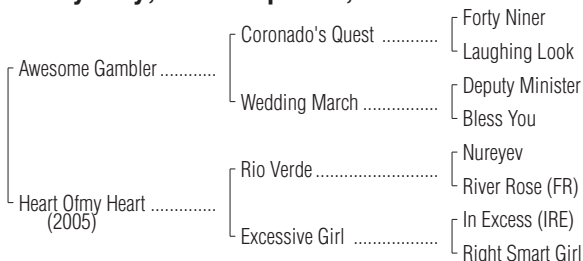 Forty Niner
Coronado's Quest ............
Laughing Look
Awesome Gambler ............
Deputy Minister
Wedding March ................
Bless You
Nureyev
Rio Verde ..........................
River Rose (FR)
Heart Ofmy Heart ..............
(2005)
In Excess (IRE)
Excessive Girl ..................
Right Smart Girl